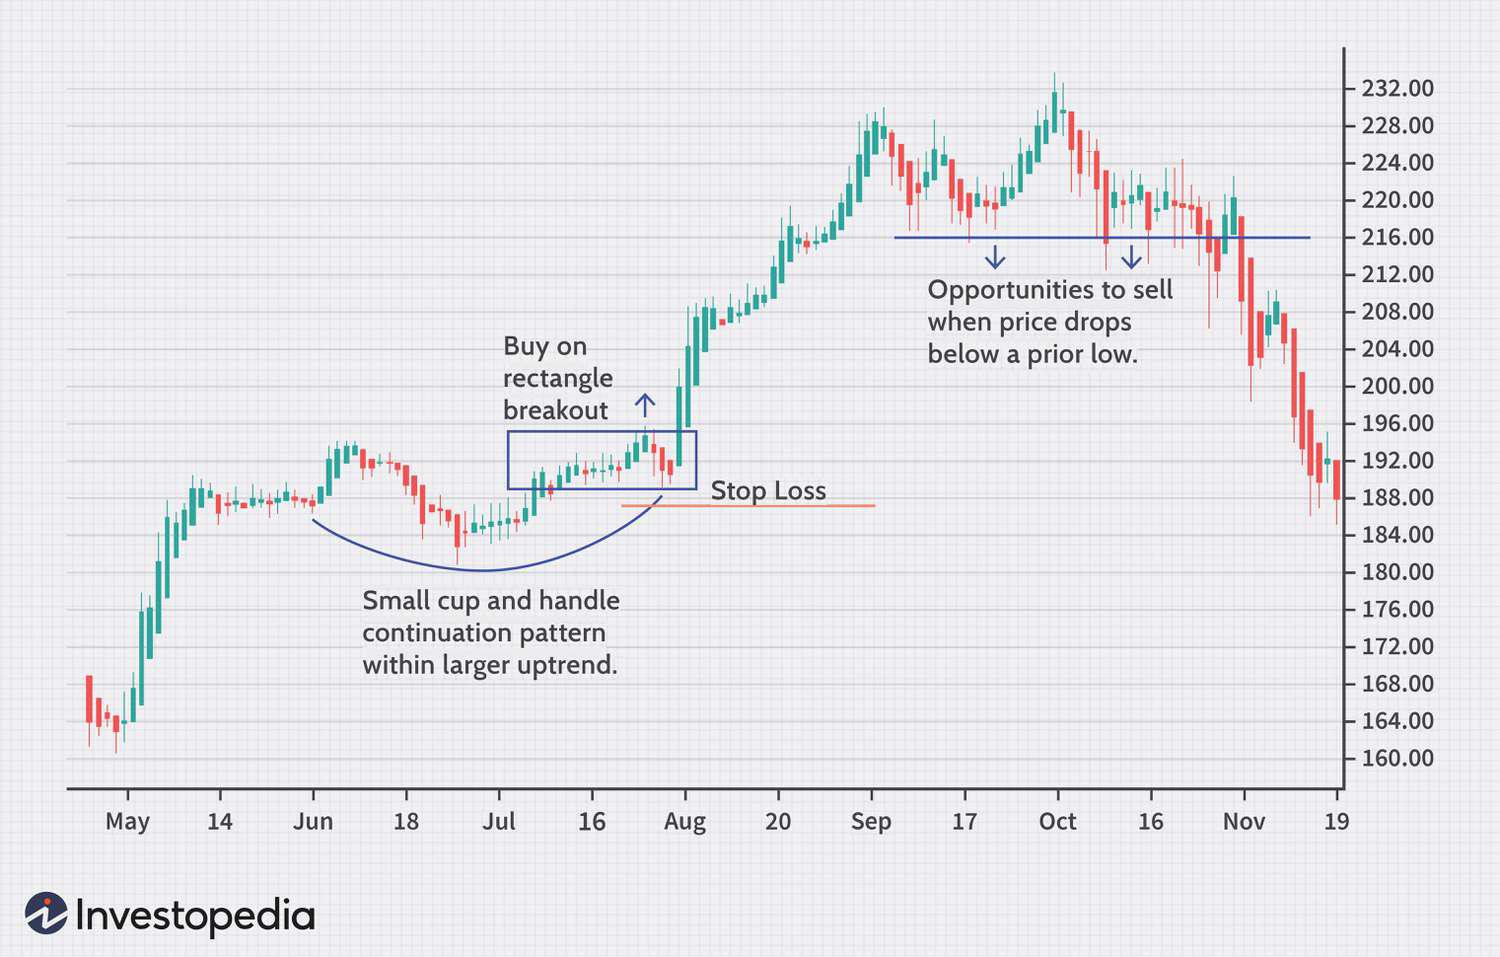 232.00
228.00
224.00
220.00
216.00
212.00
208.00
204.00
200.00
196.00
192.00
188.00
184.00
180.00
176.00
172.00
168.00
164.00
160.00
Opportunities to sell
when price drops
below a prior low.
Buy on
rectangle
breakout
Stop Loss
Small cup and handle
continuation pattern
within larger uptrend.
May 14 Jun 18 Jul 16 Aug 20 Sep 17 Oct 16 Nov 19
Investopedia